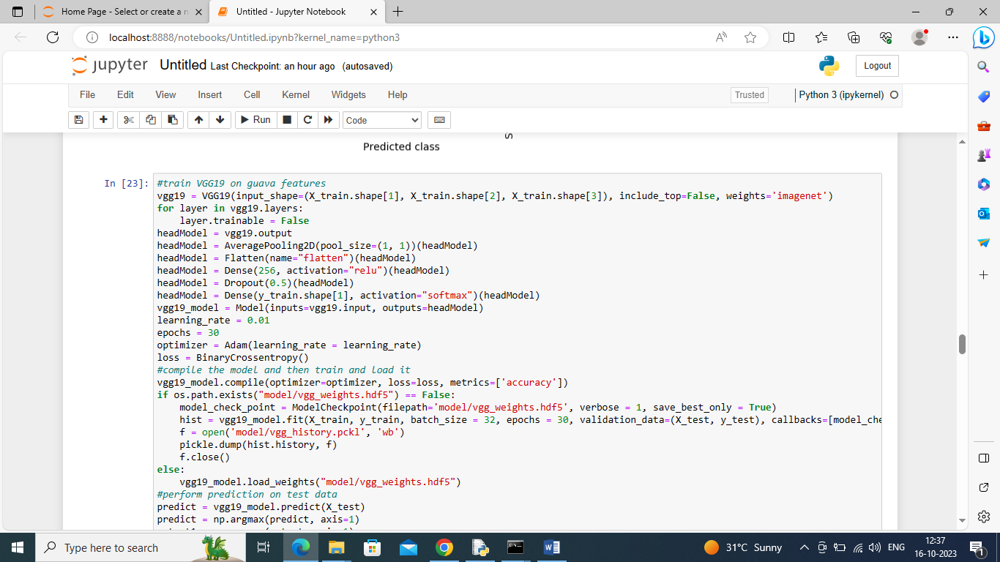 Home Page - Select or create a n
Untitled - Jupyter Notebook
localhost:8888/notebooks/Untitled.ipynb?kernel_name=python3
jupyter Untitled Last Checkpoint: an hour ago (autosaved)
Logout
File Edit View Insert Cell Kernel Widgets Help
Trusted
Python 3 (ipykernel)
Run
Code
Predicted class
In [23]:
#train VGG19 on guava features
vgg19 = VGG19(input_shape=(X_train.shape[1], X_train.shape[2], X_train.shape[3]), include_top=False, weights='imagenet')
for layer in vgg19.layers:
    layer.trainable = False
headModel = vgg19.output
headModel = AveragePooling2D(pool_size=(1, 1))(headModel)
headModel = Flatten(name="flatten")(headModel)
headModel = Dense(256, activation="relu")(headModel)
headModel = Dropout(0.5)(headModel)
headModel = Dense(y_train.shape[1], activation="softmax")(headModel)
vgg19_model = Model(inputs=vgg19.input, outputs=headModel)
learning_rate = 0.01
epochs = 30
optimizer = Adam(learning_rate = learning_rate)
loss = BinaryCrossentropy()
#compile the model and then train and load it
vgg19_model.compile(optimizer=optimizer, loss=loss, metrics=['accuracy'])
if os.path.exists("model/vgg_weights.hdf5") == False:
    model_check_point = ModelCheckpoint(filepath='model/vgg_weights.hdf5', verbose = 1, save_best_only = True)
    hist = vgg19_model.fit(X_train, y_train, batch_size = 32, epochs = 30, validation_data=(X_test, y_test), callbacks=[model_che
    f = open('model/vgg_history.pckl', 'wb')
    pickle.dump(hist.history, f)
    f.close()
else:
    vgg19_model.load_weights("model/vgg_weights.hdf5")
#perform prediction on test data
predict = vgg19_model.predict(X_test)
predict = np.argmax(predict, axis=1)
Type here to search
31°C Sunny
ENG
12:37
16-10-2023
1